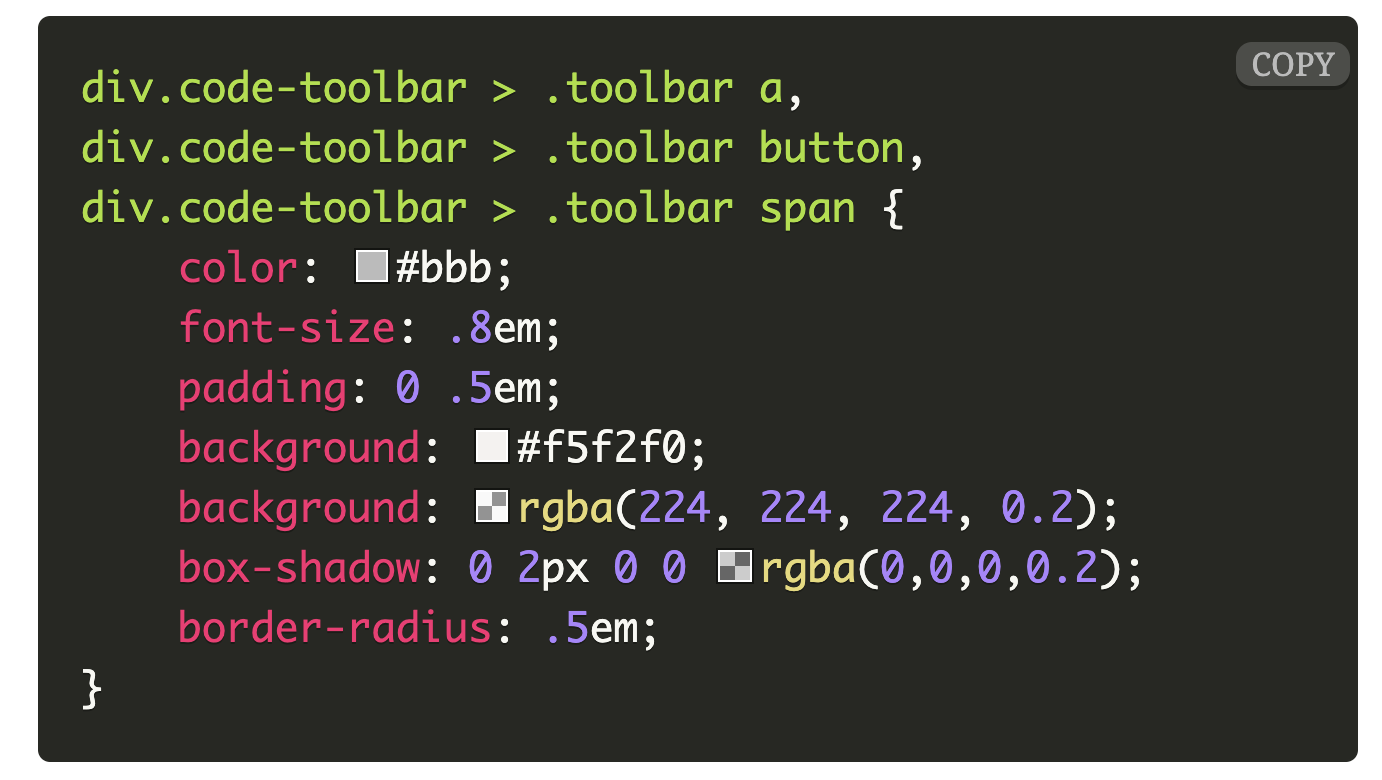 COPY
div.code-toolbar > .toolbar a,
div.code-toolbar > .toolbar button,
div.code-toolbar > .toolbar span {
    color: #bbb;
    font-size: .8em;
    padding: 0 .5em;
    background: #f5f2f0;
    background: rgba(224, 224, 224, 0.2);
    box-shadow: 0 2px 0 0 rgba(0,0,0,0.2);
    border-radius: .5em;
}